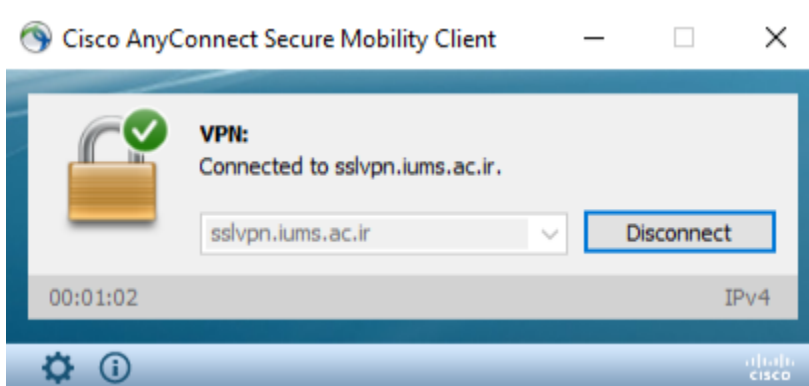 Cisco AnyConnect Secure Mobility Client
VPN:
Connected to sslvpn.iums.ac.ir.
sslvpn.iums.ac.ir
Disconnect
00:01:02
IPv4
CISCO